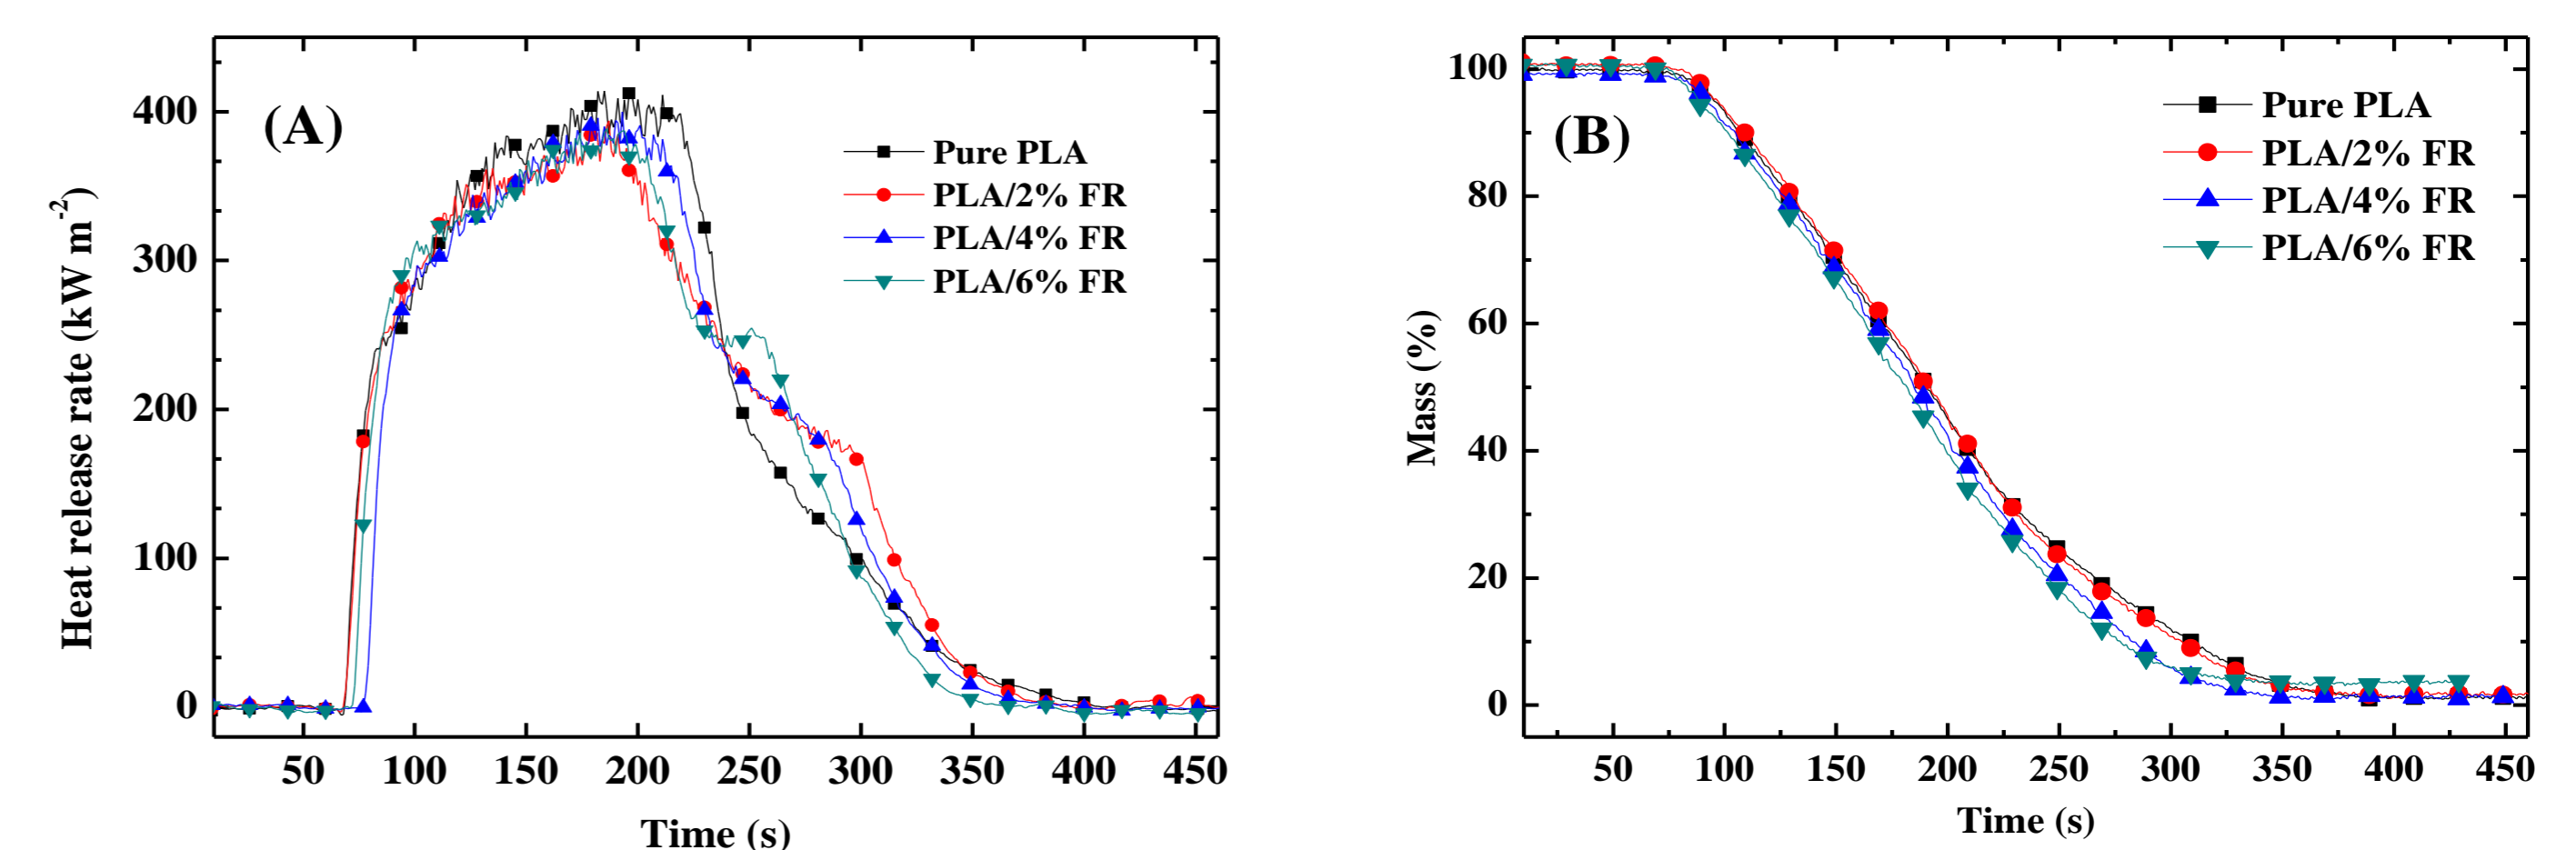 (A)
Heat release rate (kW m⁻²)
400
300
200
100
0
Pure PLA
PLA/2% FR
PLA/4% FR
PLA/6% FR
50 100 150 200 250 300 350 400 450
Time (s)
(B)
Mass (%)
100
80
60
40
20
0
Pure PLA
PLA/2% FR
PLA/4% FR
PLA/6% FR
50 100 150 200 250 300 350 400 450
Time (s)